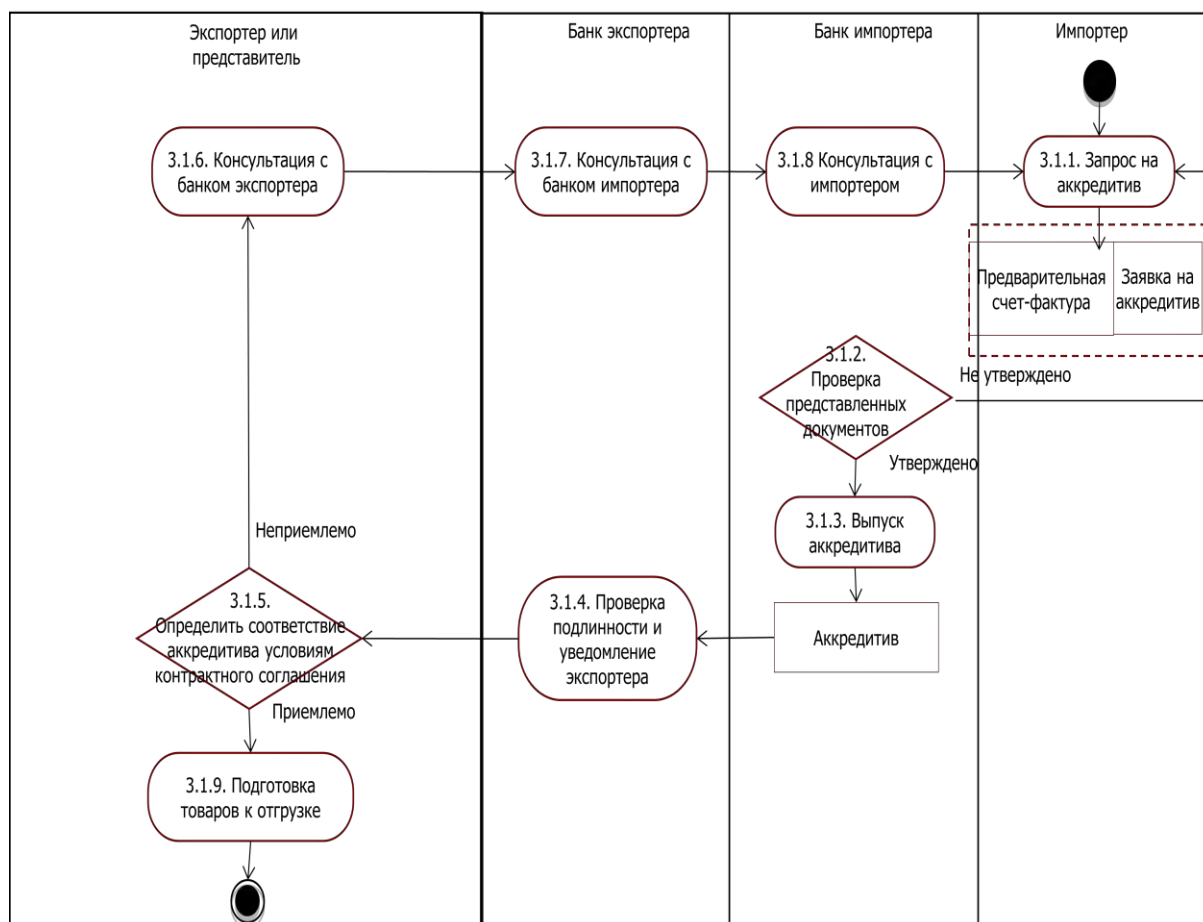 Экспортер или
представитель
Банк экспортера
Банк импортера
Импортер
3.1.6. Консультация с
банком экспортера
3.1.7. Консультация с
банком импортера
3.1.8 Консультация с
импортером
3.1.1. Запрос на
аккредитив
Предварительная
счет-фактура
Заявка на
аккредитив
3.1.2.
Проверка
представленных
документов
Не утверждено
Утверждено
3.1.3. Выпуск
аккредитива
Неприемлемо
3.1.5.
Определить соответствие
аккредитива условиям
контрактного соглашения
3.1.4. Проверка
подлинности и
уведомление
экспортера
Аккредитив
Приемлемо
3.1.9. Подготовка
товаров к отгрузке